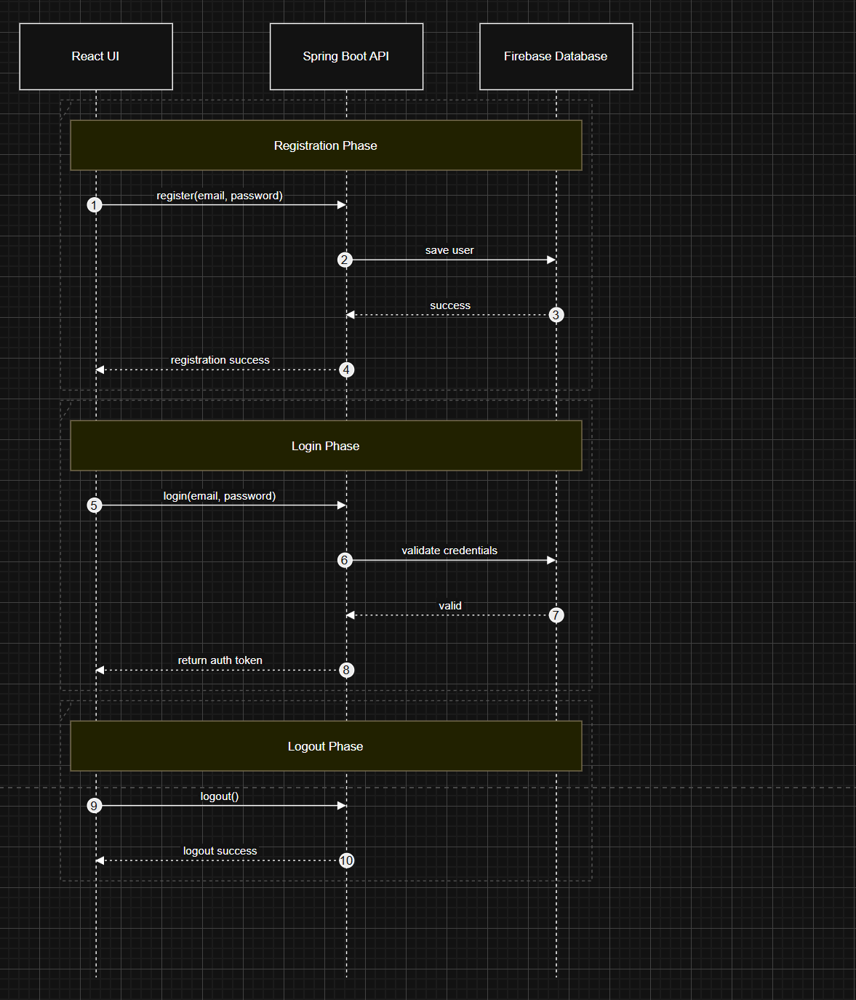 React UI
Spring Boot API
Firebase Database
Registration Phase
register(email, password)
1
save user
2
success
3
registration success
4
Login Phase
login(email, password)
5
validate credentials
6
valid
7
return auth token
8
Logout Phase
logout()
9
logout success
10